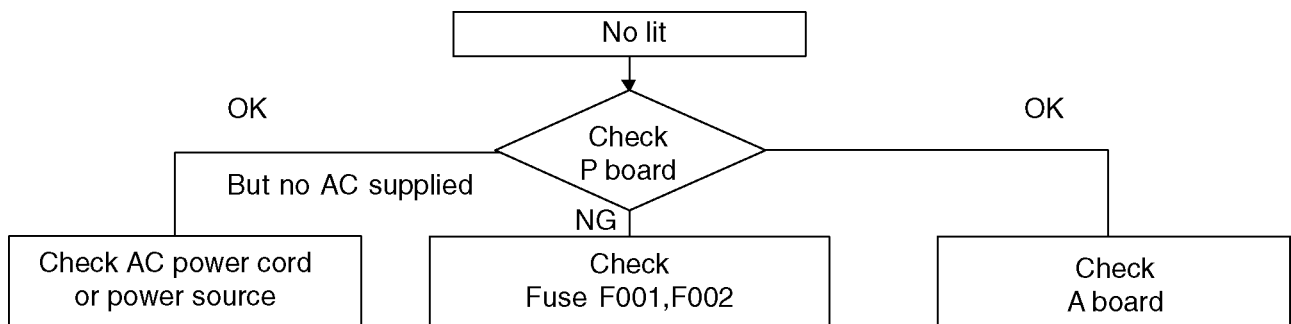 No lit
OK
OK
Check
P board
But no AC supplied
NG
Check AC power cord
or power source
Check
Fuse F001,F002
Check
A board